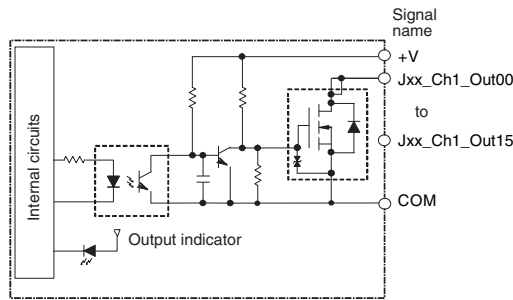 Signal
name
+V
Jxx_Ch1_Out00
to
Jxx_Ch1_Out15
COM
Internal circuits
Output indicator